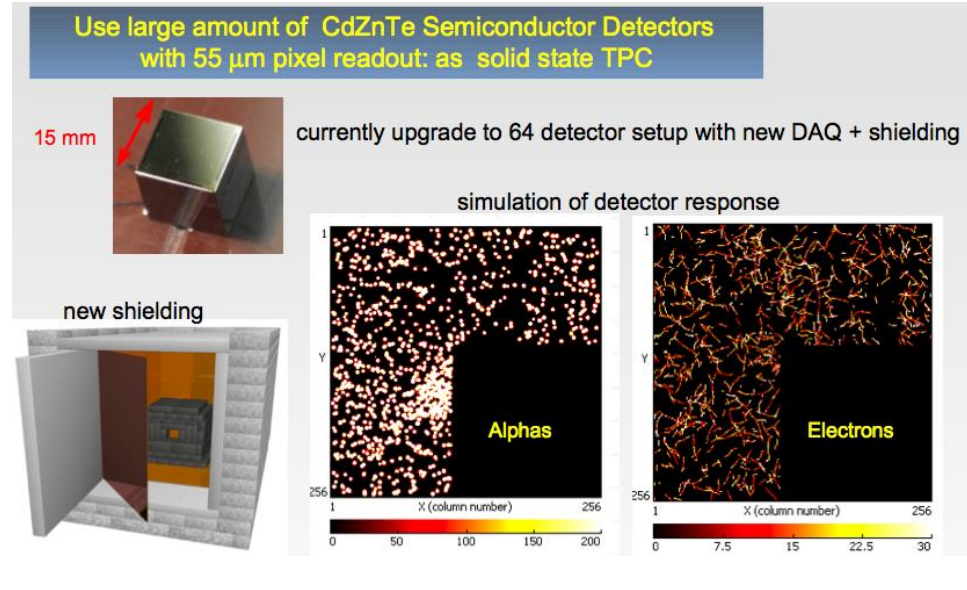 Use large amount of CdZnTe Semiconductor Detectors
with 55 μm pixel readout: as solid state TPC
15 mm
currently upgrade to 64 detector setup with new DAQ + shielding
simulation of detector response
new shielding
1
Y
256
1
X (column number)
256
Alphas
0 50 100 150 200
1
Y
256
1
X (column number)
256
Electrons
0 7.5 15 22.5 30